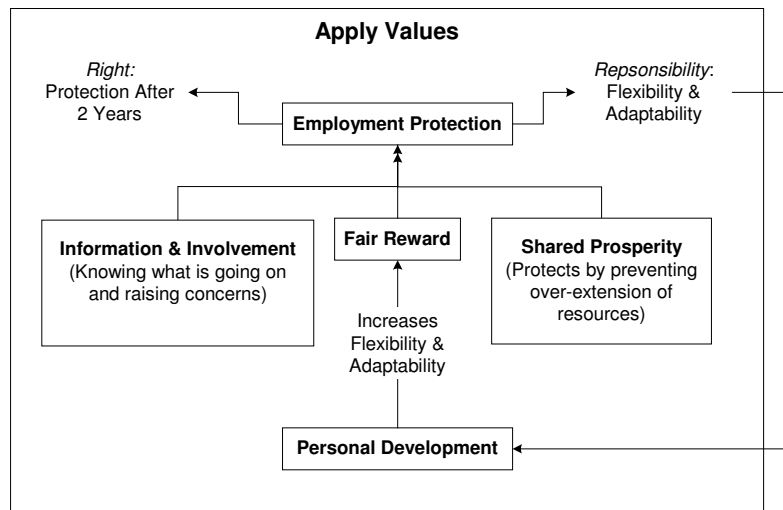 Apply Values
Right:
Protection After
2 Years
Repsonsibility:
Flexibility &
Adaptability
Employment Protection
Information & Involvement
(Knowing what is going on
and raising concerns)
Fair Reward
Shared Prosperity
(Protects by preventing
over-extension of
resources)
Increases
Flexibility &
Adaptability
Personal Development